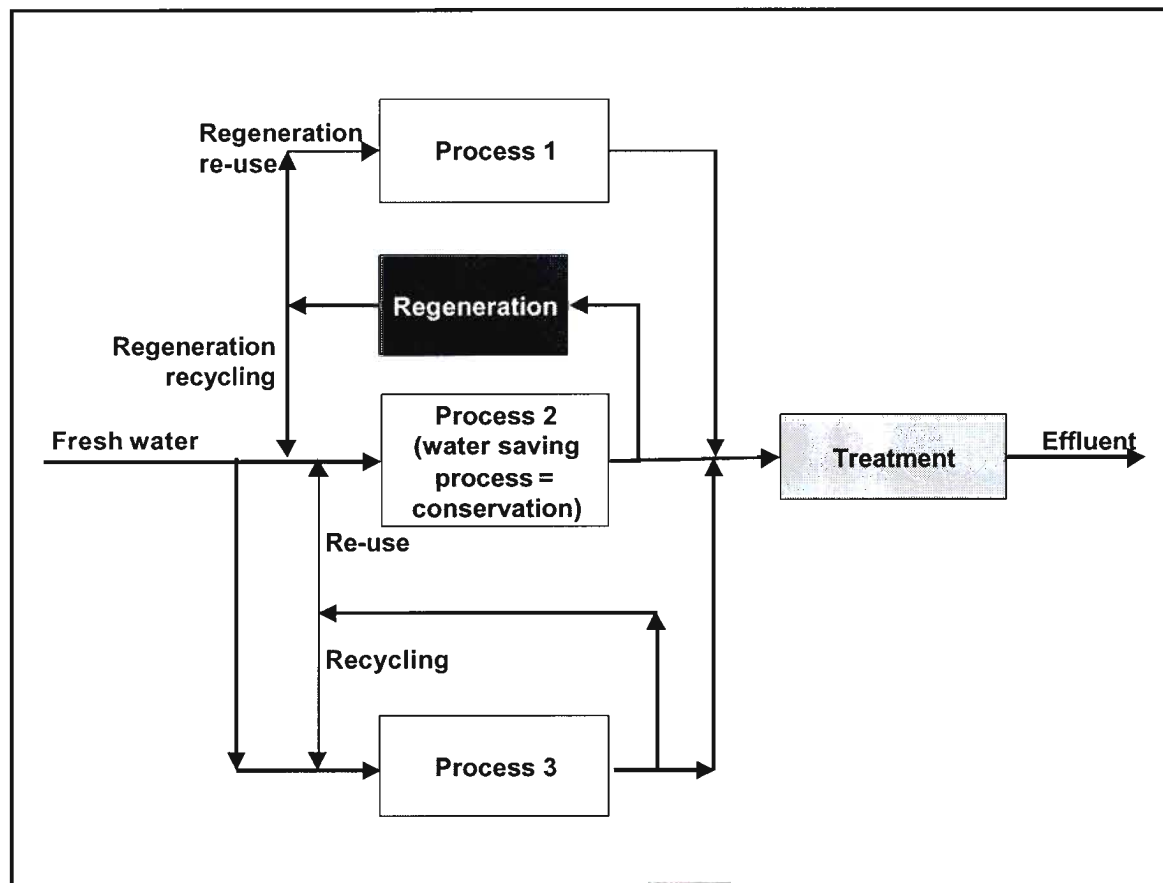 Regeneration
re-use
Process 1
Regeneration
Regeneration
recycling
Fresh water
Process 2
(water saving
process =
conservation)
Treatment
Effluent
Re-use
Recycling
Process 3